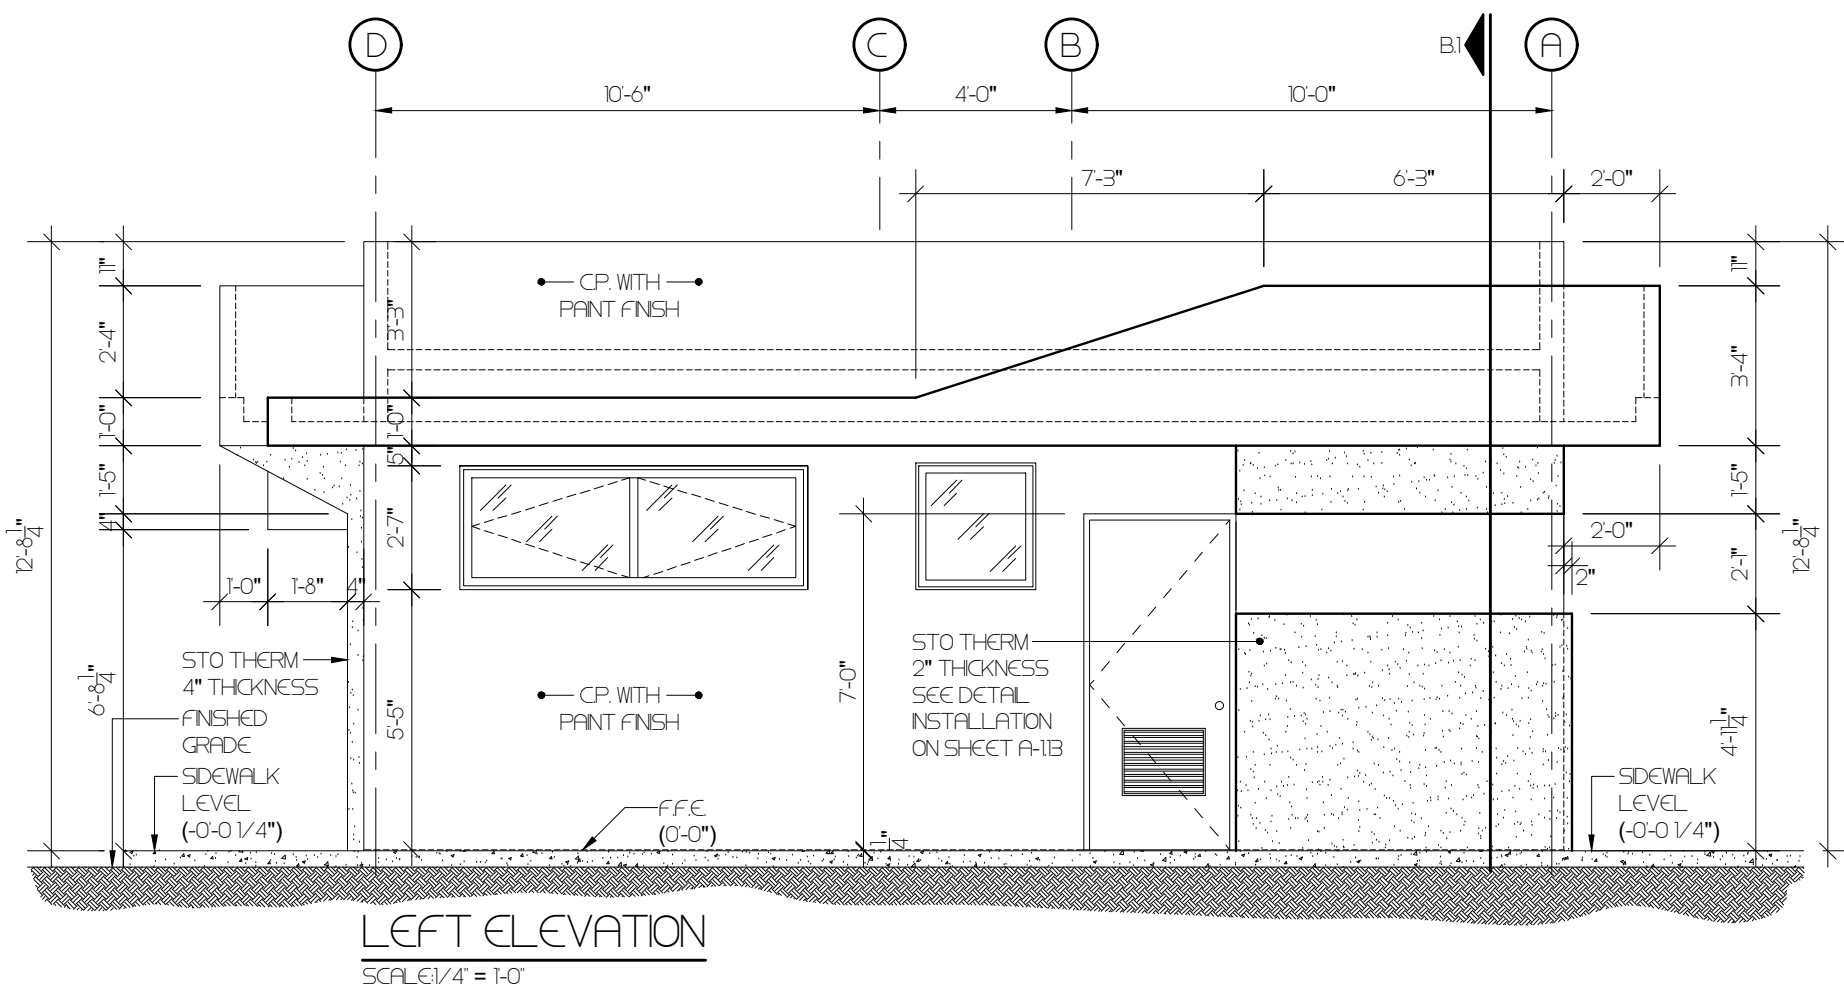 D
C
B
B.1
A
10'-6"
4'-0"
10'-0"
7'-3"
6'-3"
2'-0"
11"
2'-4"
1'-0"
1'-5"
4"
12'-8 1/4"
6'-8 1/4"
1'-0"
1'-8"
4"
3'-3"
1'-0"
5"
2'-7"
5'-5"
C.P. WITH
PAINT FINISH
C.P. WITH
PAINT FINISH
7'-0"
1/4"
STO THERM
4" THICKNESS
FINISHED
GRADE
SIDEWALK
LEVEL
(-0'-0 1/4")
F.F.E.
(0'-0")
STO THERM
2" THICKNESS
SEE DETAIL
INSTALLATION
ON SHEET A-1.13
11"
3'-4"
1'-5"
2'-1"
4'-11 1/4"
12'-8 1/4"
2'-0"
2"
SIDEWALK
LEVEL
(-0'-0 1/4")
LEFT ELEVATION
SCALE:1/4" = 1'-0"